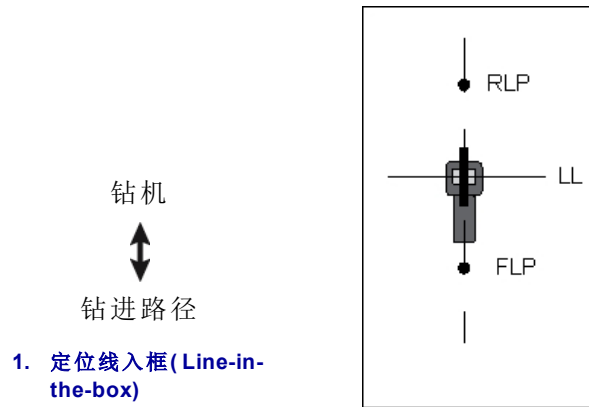 钻机
钻进路径
1. 定位线入框( Line-in-
the-box)
RLP
LL
FLP